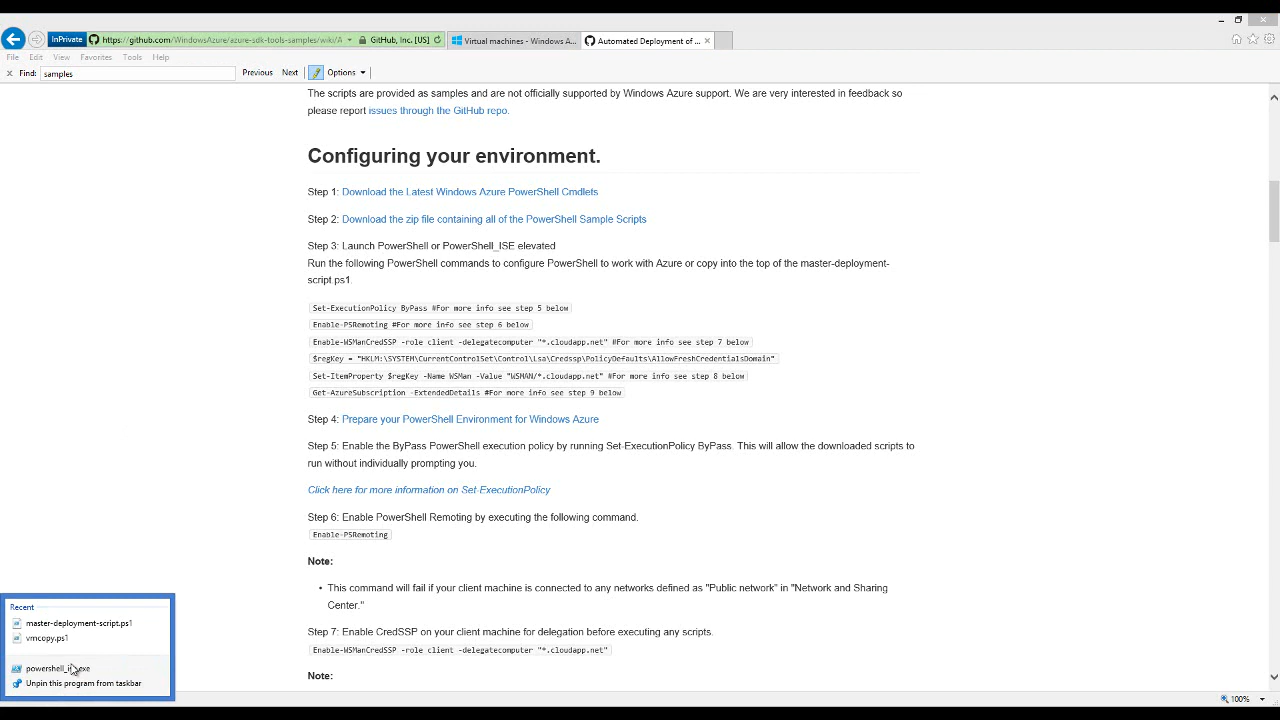 InPrivate
https://github.com/WindowsAzure/azure-sdk-tools-samples/wiki/A
GitHub, Inc. [US]
Virtual machines - Windows A...
Automated Deployment of ...
File Edit View Favorites Tools Help
Find: samples Previous Next Options
The scripts are provided as samples and are not officially supported by Windows Azure support. We are very interested in feedback so
please report issues through the GitHub repo.
Configuring your environment.
Step 1: Download the Latest Windows Azure PowerShell Cmdlets
Step 2: Download the zip file containing all of the PowerShell Sample Scripts
Step 3: Launch PowerShell or PowerShell_ISE elevated
Run the following PowerShell commands to configure PowerShell to work with Azure or copy into the top of the master-deployment-
script.ps1.
Set-ExecutionPolicy ByPass #For more info see step 5 below
Enable-PSRemoting #For more info see step 6 below
Enable-WSManCredSSP -role client -delegatecomputer "*.cloudapp.net" #For more info see step 7 below
$regKey = "HKLM:\SYSTEM\CurrentControlSet\Control\Lsa\Credssp\PolicyDefaults\AllowFreshCredentialsDomain"
Set-ItemProperty $regKey -Name WSMan -Value "WSMAN/*.cloudapp.net" #For more info see step 8 below
Get-AzureSubscription -ExtendedDetails #For more info see step 9 below
Step 4: Prepare your PowerShell Environment for Windows Azure
Step 5: Enable the ByPass PowerShell execution policy by running Set-ExecutionPolicy ByPass. This will allow the downloaded scripts to
run without individually prompting you.
Click here for more information on Set-ExecutionPolicy
Step 6: Enable PowerShell Remoting by executing the following command.
Enable-PSRemoting
Note:
• This command will fail if your client machine is connected to any networks defined as "Public network" in "Network and Sharing
Center."
Step 7: Enable CredSSP on your client machine for delegation before executing any scripts.
Enable-WSManCredSSP -role client -delegatecomputer "*.cloudapp.net"
Note:
Recent
master-deployment-script.ps1
vmcopy.ps1
Unpin this program from taskbar
100%